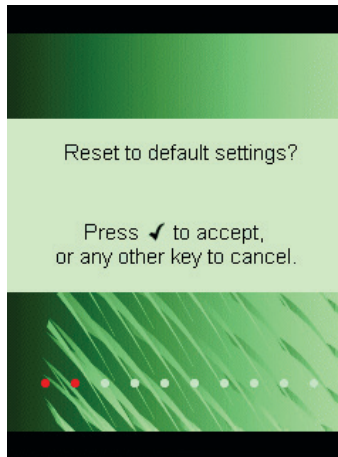 Reset to default settings?
Press ✓ to accept,
or any other key to cancel.